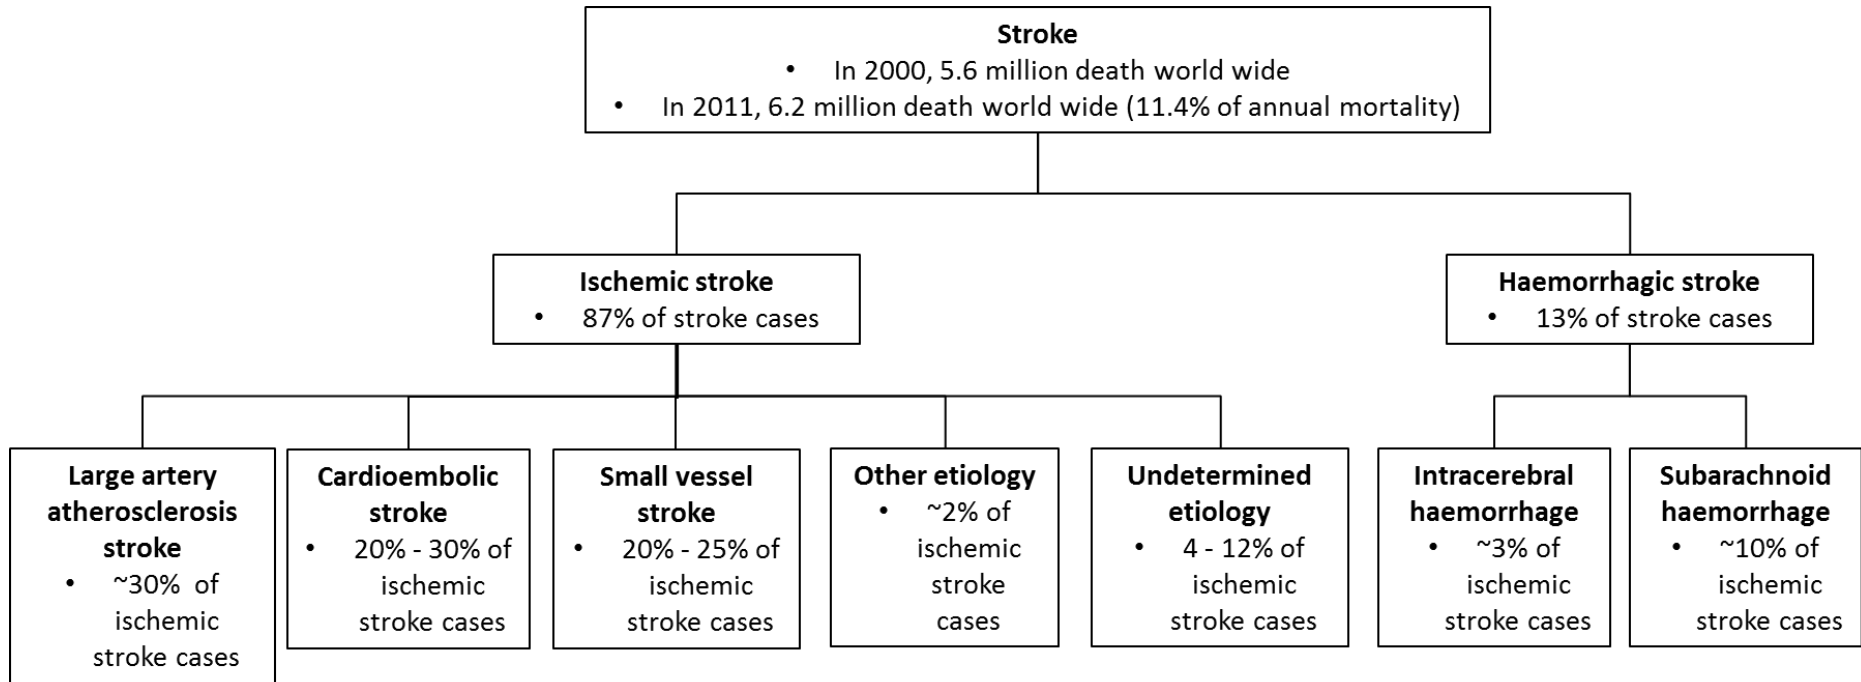 Stroke
• In 2000, 5.6 million death world wide
• In 2011, 6.2 million death world wide (11.4% of annual mortality)
Ischemic stroke
• 87% of stroke cases
Haemorrhagic stroke
• 13% of stroke cases
Large artery
atherosclerosis
stroke
• ~30% of
ischemic
stroke cases
Cardioembolic
stroke
• 20% - 30% of
ischemic
stroke cases
Small vessel
stroke
• 20% - 25% of
ischemic
stroke cases
Other etiology
• ~2% of
ischemic
stroke
cases
Undetermined
etiology
• 4 - 12% of
ischemic
stroke cases
Intracerebral
haemorrhage
• ~3% of
ischemic
stroke cases
Subarachnoid
haemorrhage
• ~10% of
ischemic
stroke cases